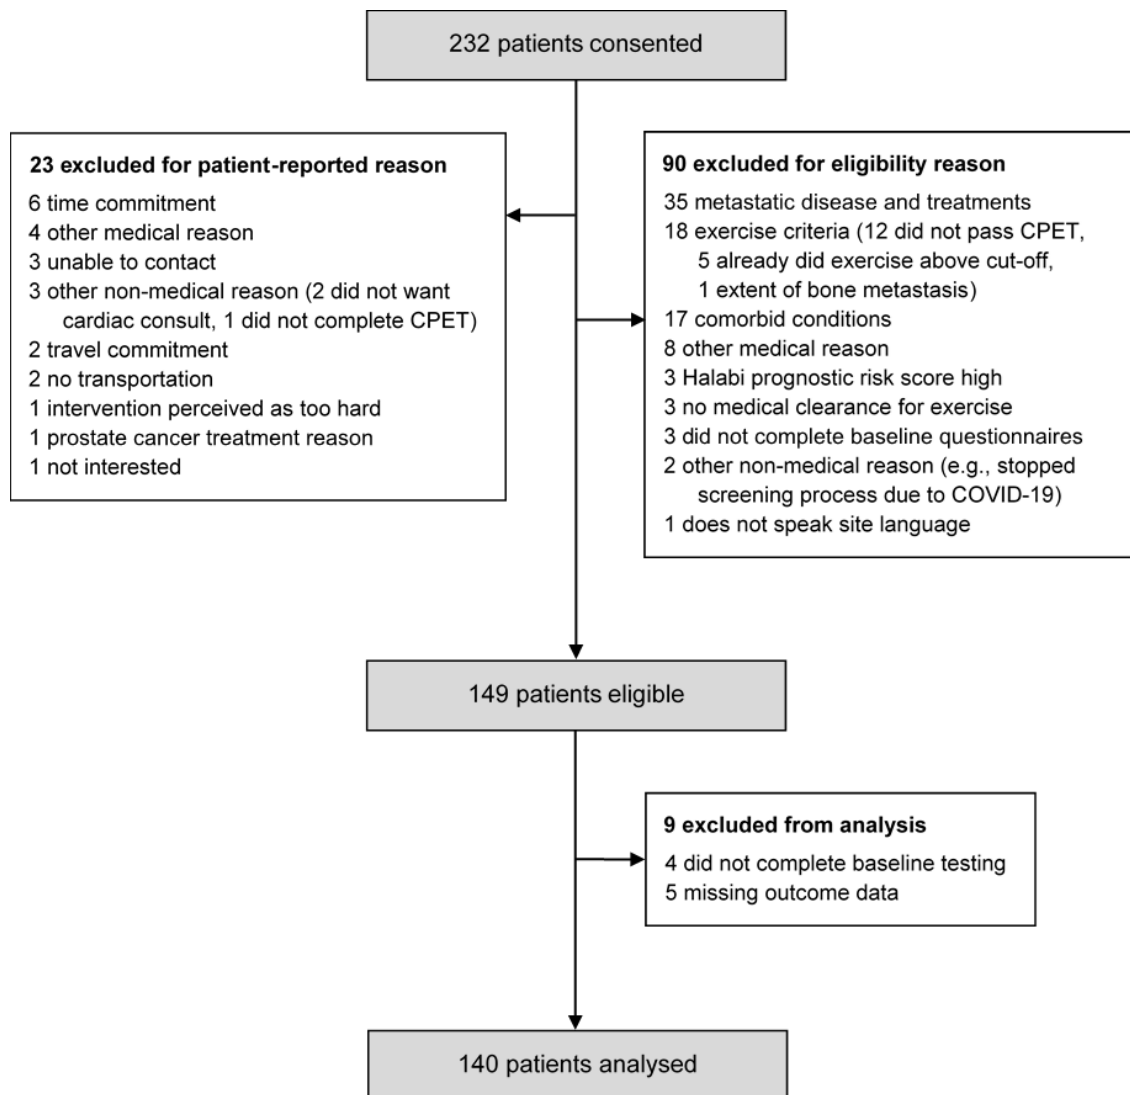 232 patients consented
23 excluded for patient-reported reason
6 time commitment
4 other medical reason
3 unable to contact
3 other non-medical reason (2 did not want
cardiac consult, 1 did not complete CPET)
2 travel commitment
2 no transportation
1 intervention perceived as too hard
1 prostate cancer treatment reason
1 not interested
90 excluded for eligibility reason
35 metastatic disease and treatments
18 exercise criteria (12 did not pass CPET,
5 already did exercise above cut-off,
1 extent of bone metastasis)
17 comorbid conditions
8 other medical reason
3 Halabi prognostic risk score high
3 no medical clearance for exercise
3 did not complete baseline questionnaires
2 other non-medical reason (e.g., stopped
screening process due to COVID-19)
1 does not speak site language
149 patients eligible
9 excluded from analysis
4 did not complete baseline testing
5 missing outcome data
140 patients analysed